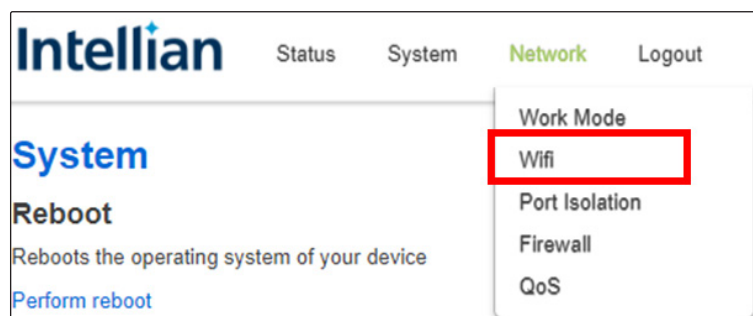 Intellian Status System Network Logout
Work Mode
System
Wifi
Reboot
Port Isolation
Reboots the operating system of your device
Firewall
Perform reboot
QoS